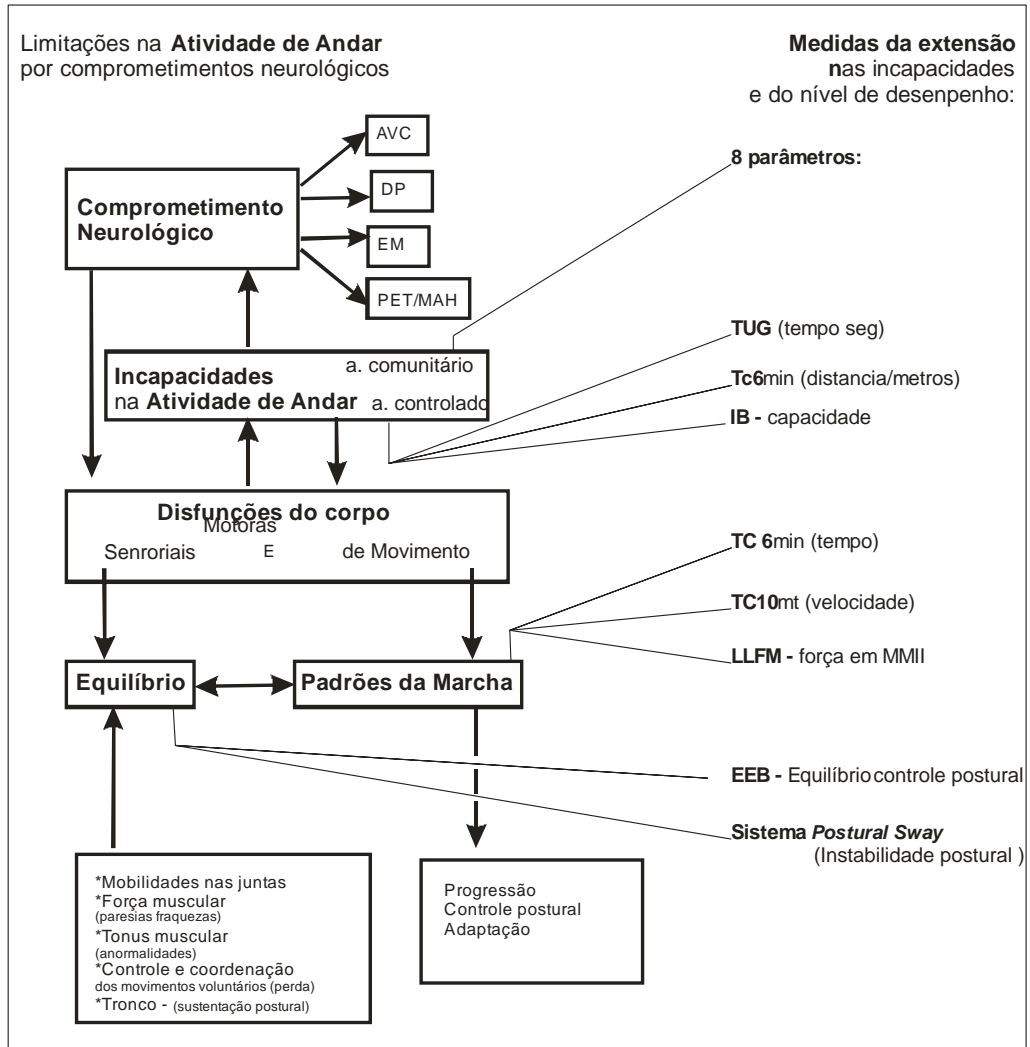 Limitações na Atividade de Andar
por comprometimentos neurológicos
Medidas da extensão
nas incapacidades
e do nível de desenpenho:
AVC
DP
EM
PET/MAH
Comprometimento
Neurológico
8 parâmetros:
Incapacidades
na Atividade de Andar
a. comunitário
a. controlado
TUG (tempo seg)
Tc6min (distancia/metros)
IB - capacidade
Disfunções do corpo
Motoras
Senroriais E de Movimento
TC 6min (tempo)
TC10mt (velocidade)
LLFM - força em MMII
Equilíbrio
Padrões da Marcha
EEB - Equilíbrio controle postural
Sistema Postural Sway
(Instabilidade postural )
*Mobilidades nas juntas
*Força muscular
(paresias fraquezas)
*Tonus muscular
(anormalidades)
*Controle e coordenação
dos movimentos voluntários (perda)
*Tronco - (sustentação postural)
Progressão
Controle postural
Adaptação